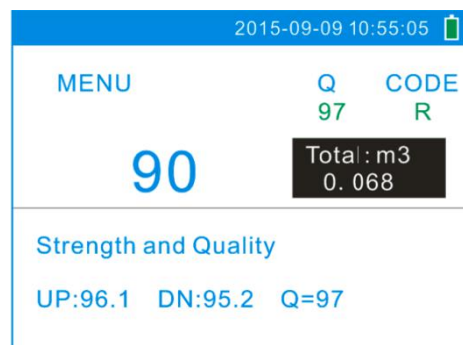 2015-09-09 10:55:05
MENU Q CODE
97 R
90
Total:m3
0.068
Strength and Quality
UP:96.1 DN:95.2 Q=97